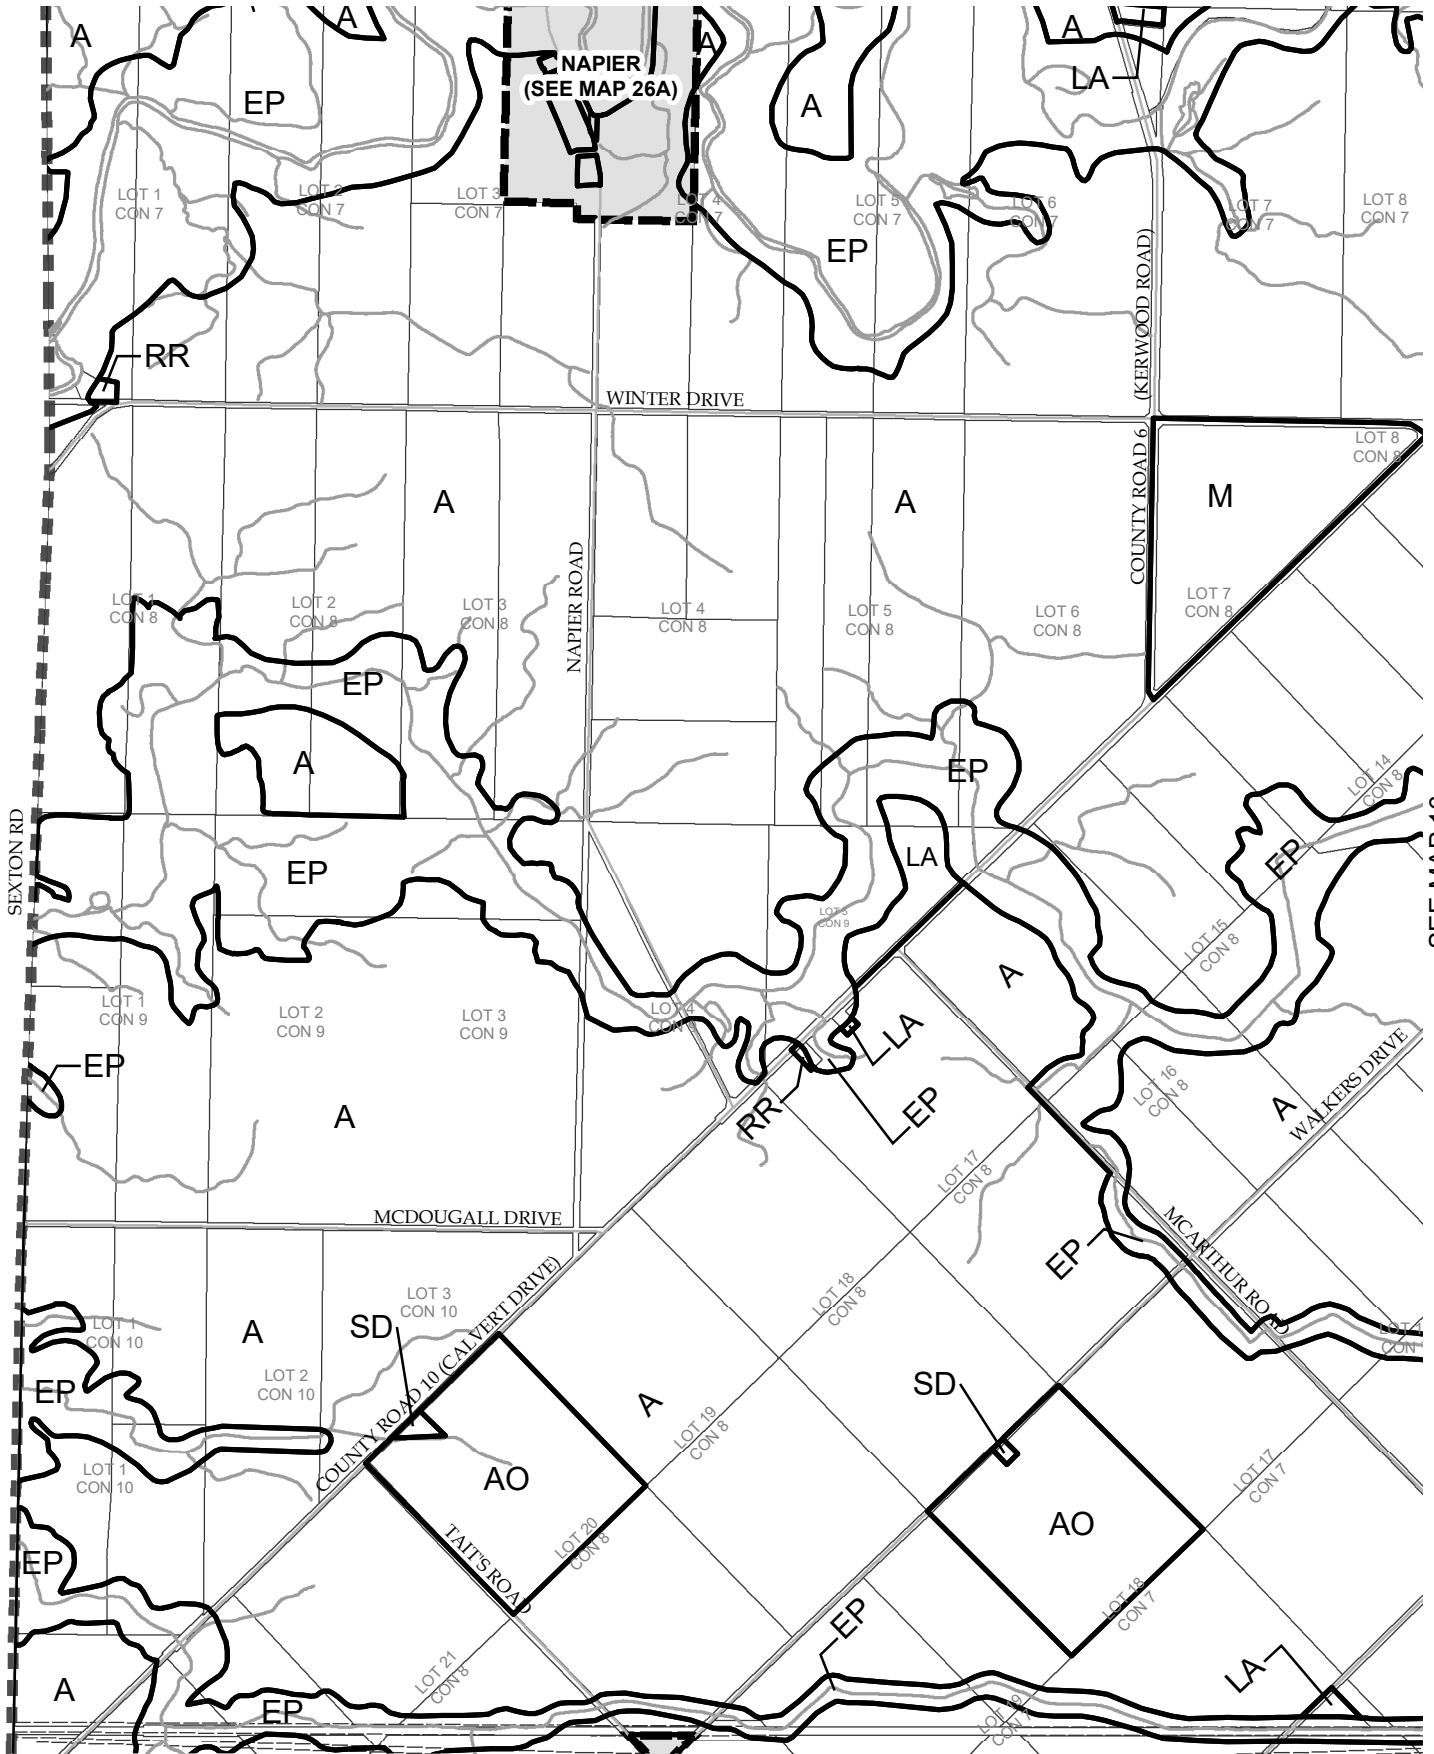 A
A
NAPIER
(SEE MAP 26A)
A
A
LA
EP
A
LOT 1
CON 7
LOT 2
CON 7
LOT 3
CON 7
LOT 4
CON 7
LOT 5
CON 7
LOT 6
CON 7
LOT 7
CON 7
LOT 8
CON 7
EP
(KERWOOD ROAD)
RR
WINTER DRIVE
COUNTY ROAD 6
LOT 8
CON 8
A
A
M
NAPIER ROAD
LOT 1
CON 8
LOT 2
CON 8
LOT 3
CON 8
LOT 4
CON 8
LOT 5
CON 8
LOT 6
CON 8
LOT 7
CON 8
EP
A
EP
LOT 14
CON 8
SEXTON RD
EP
LA
EP
LOT 5
CON 9
LOT 15
CON 8
A
LOT 1
CON 9
LOT 2
CON 9
LOT 3
CON 9
LOT 4
LA
EP
A
RR
EP
LOT 16
CON 8
A
WALKERS DRIVE
LOT 17
CON 8
MCDOUGALL DRIVE
EP
MCARTHUR ROAD
LOT 18
CON 8
LOT 3
CON 10
SD
LOT 1
CON 10
A
LOT 2
CON 10
EP
COUNTY ROAD 10 (CALVERT DRIVE)
A
SD
LOT 19
CON 8
LOT 1
CON 10
AO
LOT 17
CON 7
AO
LOT 20
CON 8
TAIT'S ROAD
EP
LOT 18
CON 7
EP
LOT 21
CON 8
LA
A
EP
LOT 19